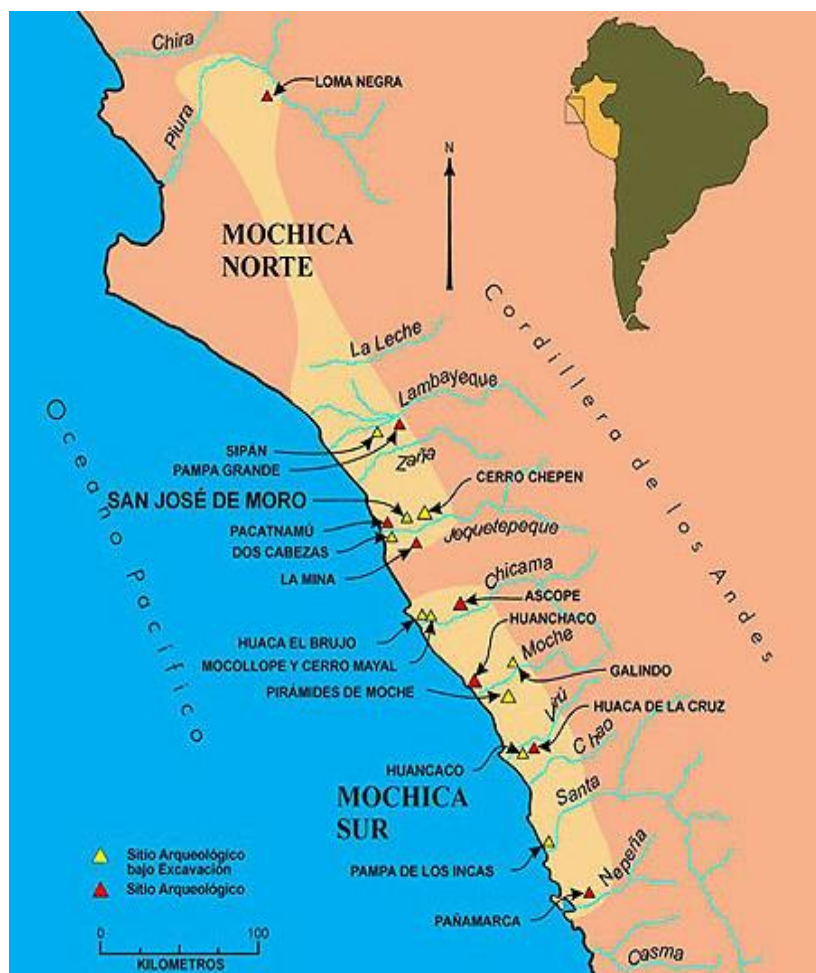 Chira
LOMA NEGRA
Piura
N
MOCHICA
NORTE
Cordillera de los Andes
La Leche
Lambayeque
Oceano Pacífico
SIPÁN
Zaña
PAMPA GRANDE
CERRO CHEPEN
SAN JOSÉ DE MORO
PACATNAMÚ
Jequetepeque
DOS CABEZAS
LA MINA
Chicama
ASCOPE
HUANCHACO
HUACA EL BRUJO
Moche
MOCOLLOPE Y CERRO MAYAL
GALINDO
PIRÁMIDES DE MOCHE
Virú
HUACA DE LA CRUZ
Chao
HUANCACO
MOCHICA
SUR
Santa
Sitio Arqueológico
bajo Excavación
PAMPA DE LOS INCAS
Nepeña
Sitio Arqueológico
PAÑAMARCA
0 100
KILOMETROS
Casma